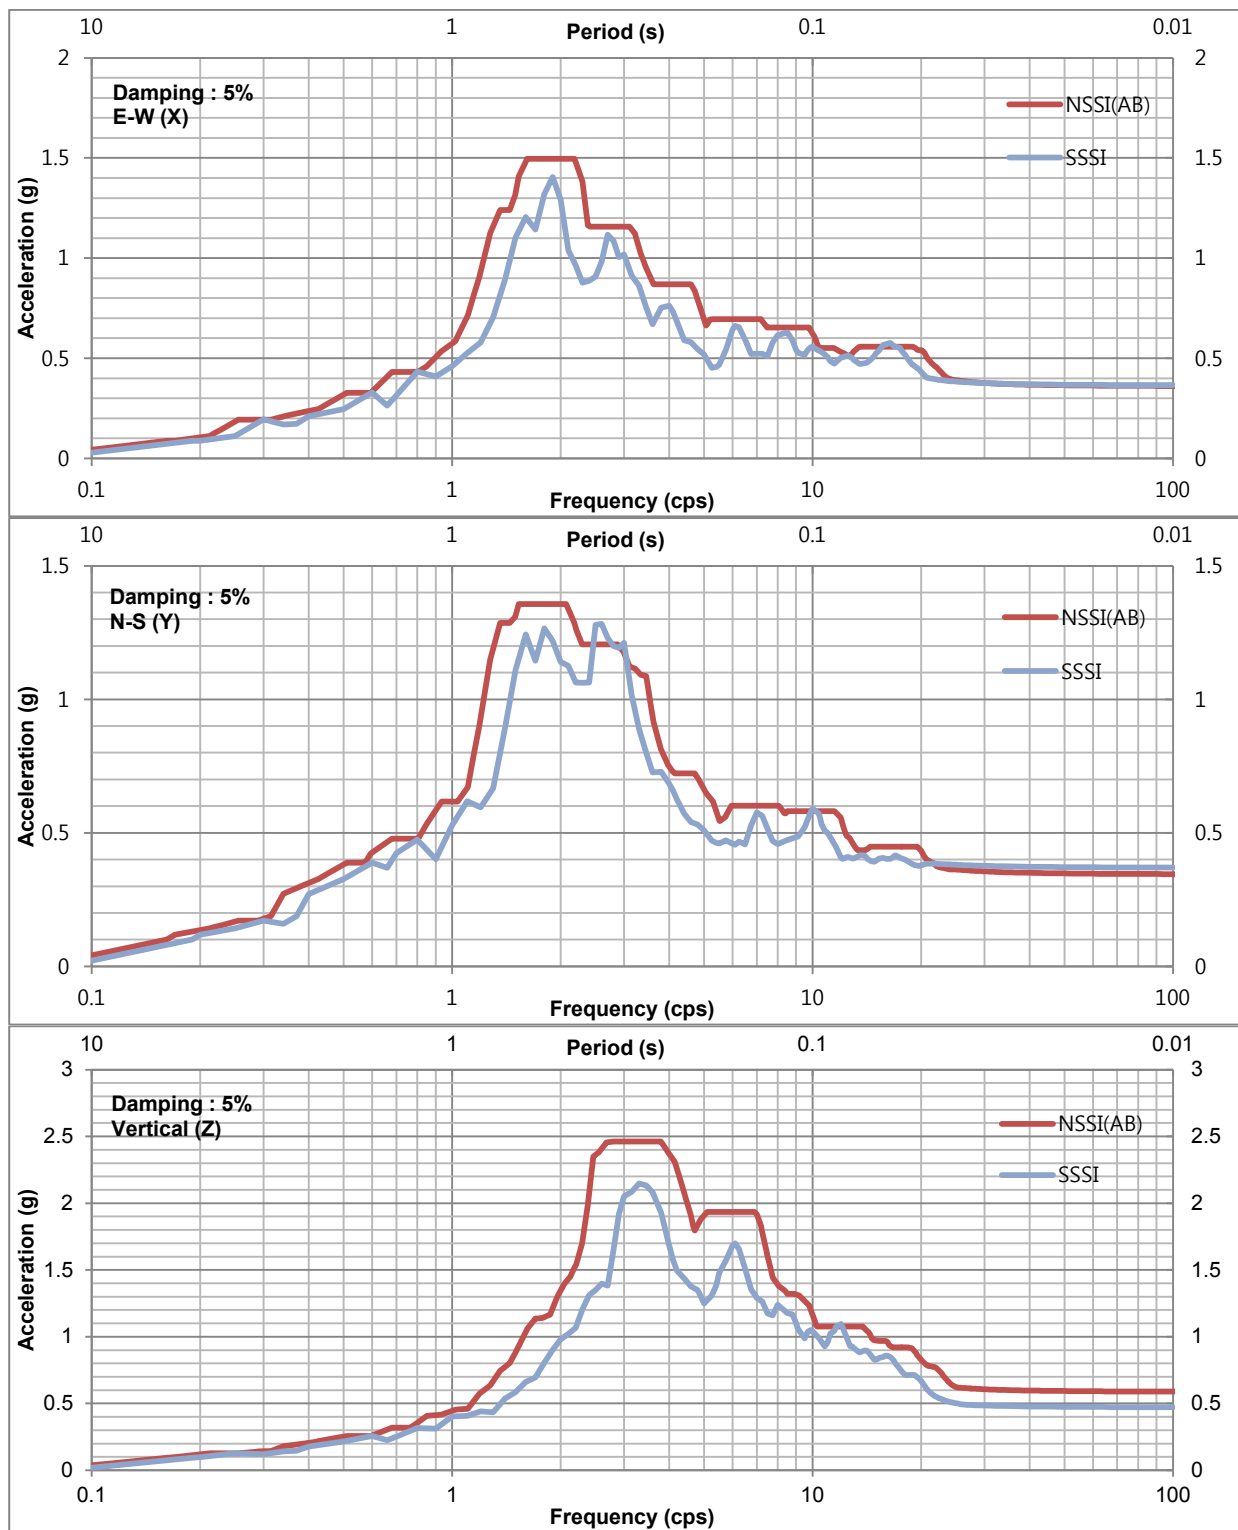 10 1 Period (s) 0.1 0.01
2 2
Damping : 5%
E-W (X)
NSSI(AB)
1.5 SSSI 1.5
Acceleration (g)
1 1
0.5 0.5
0 0
0.1 1 Frequency (cps) 10 100
10 1 Period (s) 0.1 0.01
1.5 1.5
Damping : 5%
N-S (Y)
NSSI(AB)
SSSI
Acceleration (g)
1 1
0.5 0.5
0 0
0.1 1 Frequency (cps) 10 100
10 1 Period (s) 0.1 0.01
3 3
Damping : 5%
Vertical (Z)
NSSI(AB)
2.5 2.5
SSSI
Acceleration (g)
2 2
1.5 1.5
1 1
0.5 0.5
0 0
0.1 1 Frequency (cps) 10 100